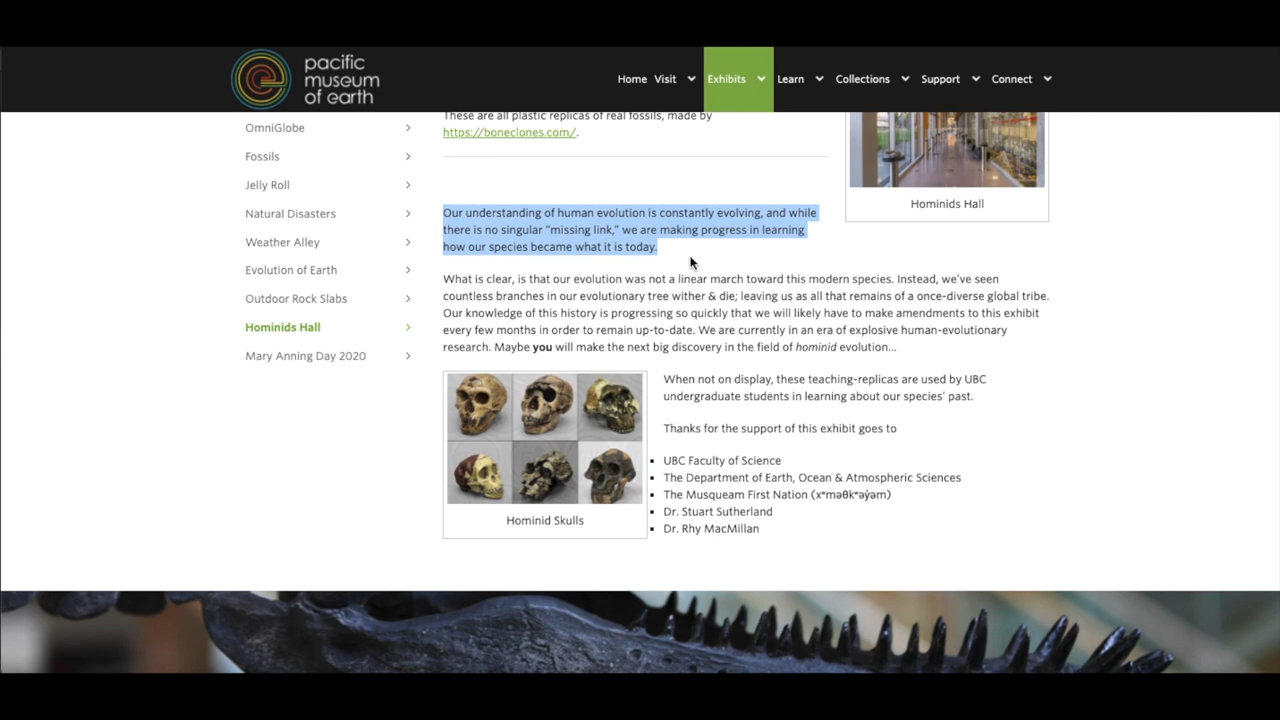 pacific
museum
of earth
Home Visit Exhibits Learn Collections Support Connect
OmniGlobe
Fossils
Jelly Roll
Natural Disasters
Weather Alley
Evolution of Earth
Outdoor Rock Slabs
Hominids Hall
Mary Anning Day 2020
These are all plastic replicas of real fossils, made by
https://boneclones.com/.
Hominids Hall
Our understanding of human evolution is constantly evolving, and while
there is no singular “missing link,” we are making progress in learning
how our species became what it is today.
What is clear, is that our evolution was not a linear march toward this modern species. Instead, we’ve seen
countless branches in our evolutionary tree wither & die; leaving us as all that remains of a once-diverse global tribe.
Our knowledge of this history is progressing so quickly that we will likely have to make amendments to this exhibit
every few months in order to remain up-to-date. We are currently in an era of explosive human-evolutionary
research. Maybe you will make the next big discovery in the field of hominid evolution…
Hominid Skulls
When not on display, these teaching-replicas are used by UBC
undergraduate students in learning about our species’ past.
Thanks for the support of this exhibit goes to
UBC Faculty of Science
The Department of Earth, Ocean & Atmospheric Sciences
The Musqueam First Nation (xʷməθkʷəy̓əm)
Dr. Stuart Sutherland
Dr. Rhy MacMillan